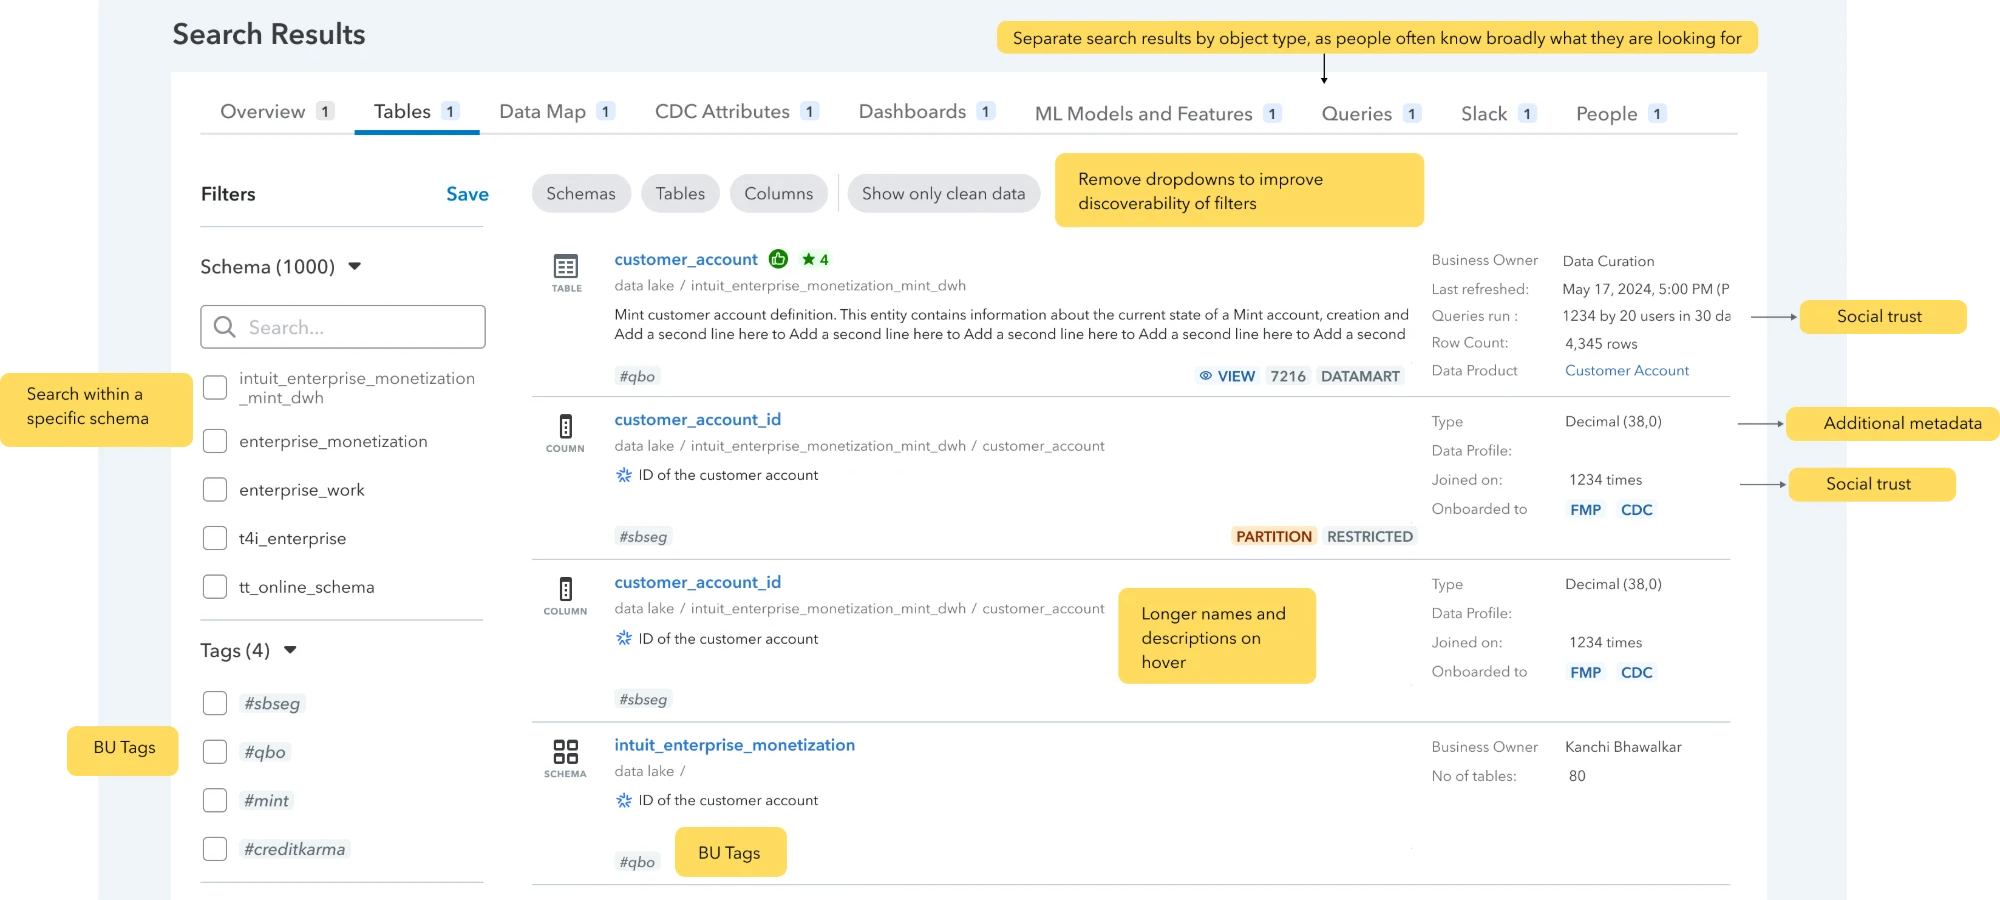 Search Results
Separate search results by object type, as people often know broadly what they are looking for
Overview 1
Tables 1
Data Map 1
CDC Attributes 1
Dashboards 1
ML Models and Features 1
Queries 1
Slack 1
People 1
Filters
Save
Schema (1000)
Search...
intuit_enterprise_monetization
_mint_dwh
enterprise_monetization
enterprise_work
t4i_enterprise
tt_online_schema
Search within a
specific schema
Tags (4)
#sbseg
#qbo
#mint
#creditkarma
BU Tags
Schemas
Tables
Columns
Show only clean data
Remove dropdowns to improve
discoverability of filters
TABLE
customer_account
4
data lake / intuit_enterprise_monetization_mint_dwh
Mint customer account definition. This entity contains information about the current state of a Mint account, creation and
Add a second line here to Add a second line here to Add a second line here to Add a second line here to Add a second
#qbo
VIEW
7216
DATAMART
Business Owner Data Curation
Last refreshed: May 17, 2024, 5:00 PM (P
Queries run : 1234 by 20 users in 30 da
Row Count: 4,345 rows
Data Product Customer Account
Social trust
COLUMN
customer_account_id
data lake / intuit_enterprise_monetization_mint_dwh / customer_account
ID of the customer account
#sbseg
PARTITION
RESTRICTED
Type Decimal (38,0)
Data Profile:
Joined on: 1234 times
Onboarded to FMP CDC
Additional metadata
Social trust
COLUMN
customer_account_id
data lake / intuit_enterprise_monetization_mint_dwh / customer_account
ID of the customer account
#sbseg
Longer names and
descriptions on
hover
Type Decimal (38,0)
Data Profile:
Joined on: 1234 times
Onboarded to FMP CDC
SCHEMA
intuit_enterprise_monetization
data lake /
ID of the customer account
#qbo
BU Tags
Business Owner Kanchi Bhawalkar
No of tables: 80